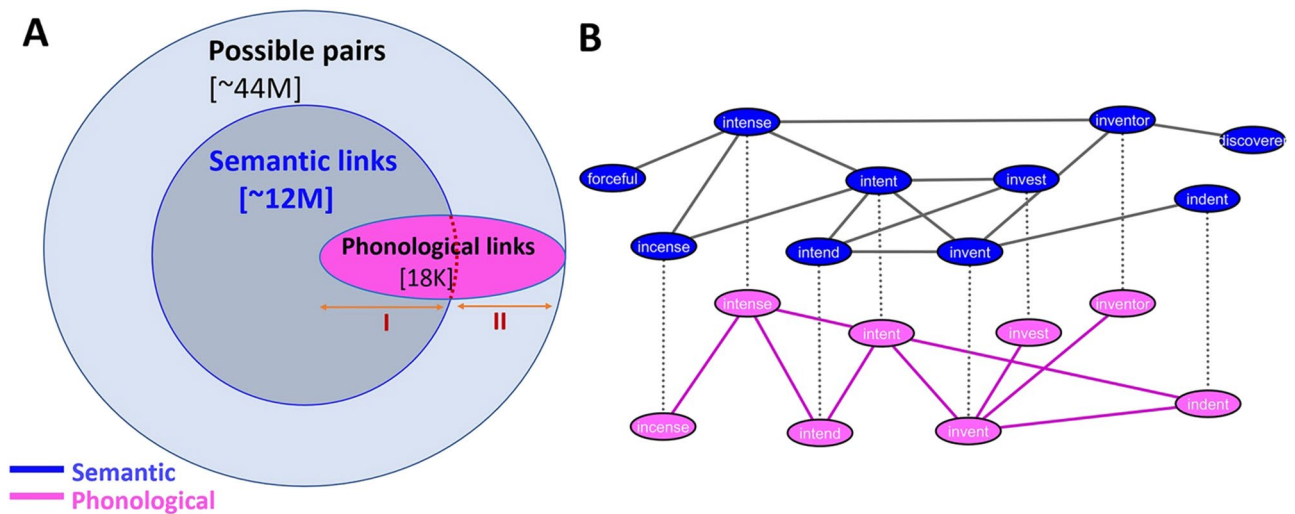 A
Possible pairs
[~44M]
Semantic links
[~12M]
Phonological links
[18K]
I
II
Semantic
Phonological
B
intense
inventor
discoverer
forceful
intent
invest
indent
incense
intend
invent
intense
inventor
intent
invest
indent
incense
intend
invent